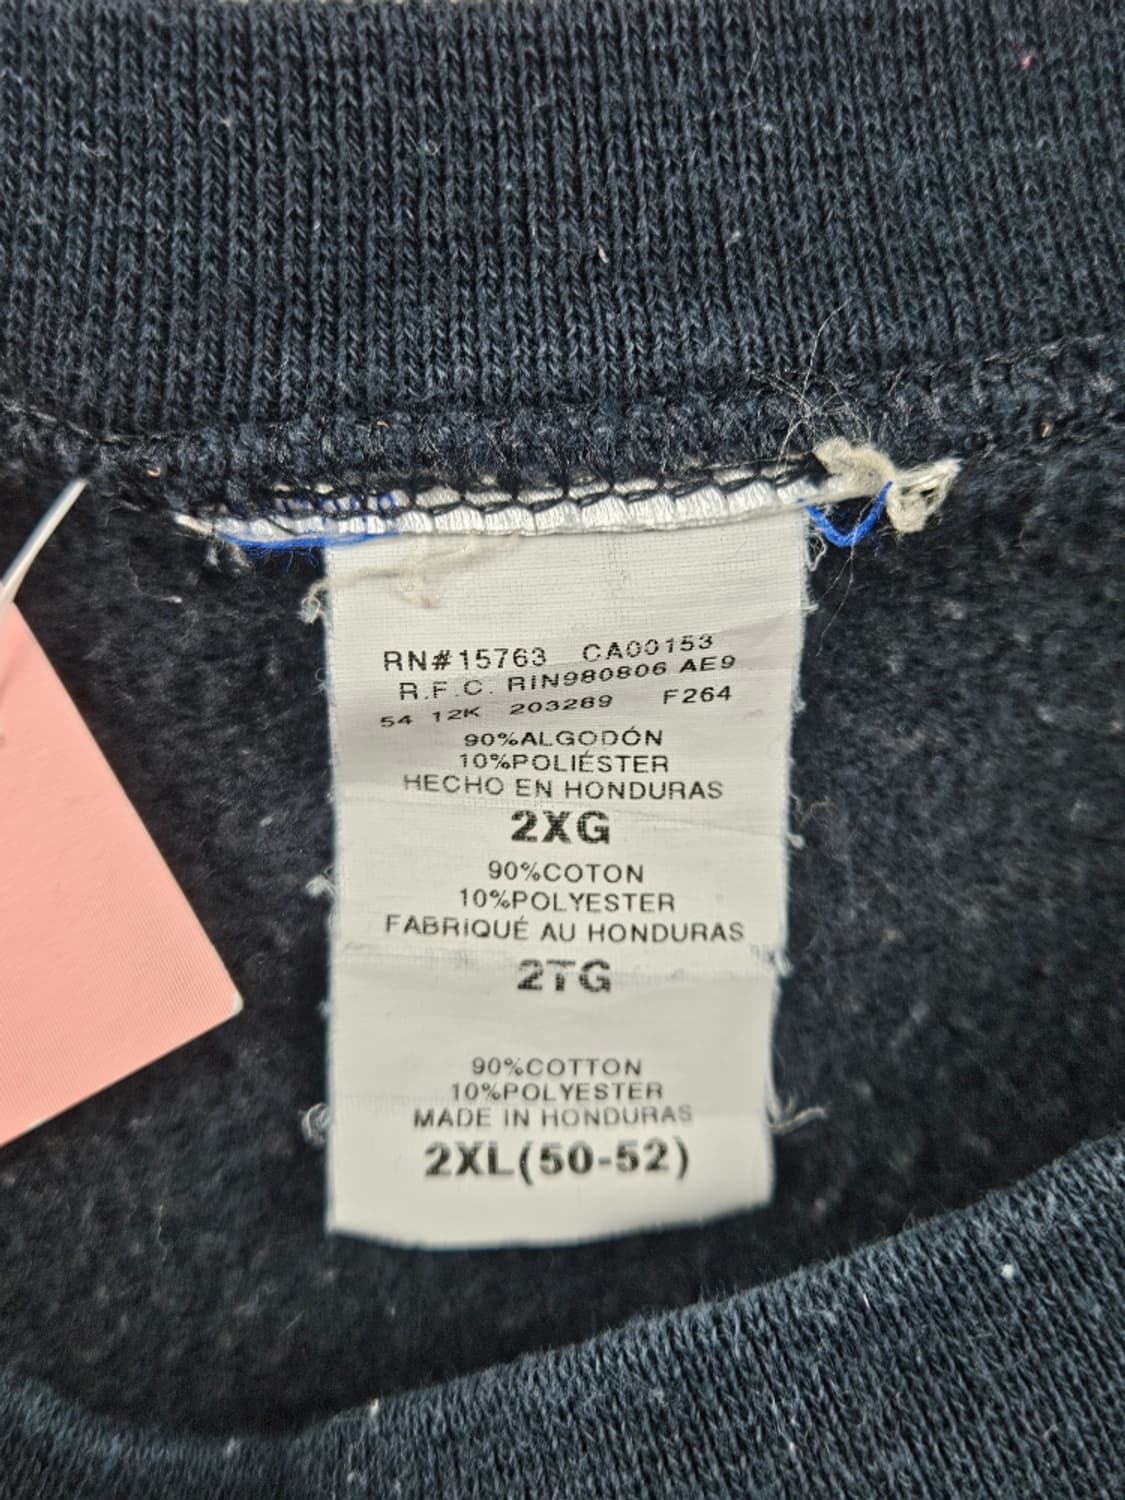 RN#15763 CA00153
R.F.C. RIN980806 AE9
54 12K 203289 F264
90%ALGODÓN
10%POLIÉSTER
HECHO EN HONDURAS
2XG
90%COTON
10%POLYESTER
FABRIQUÉ AU HONDURAS
2TG
90%COTTON
10%POLYESTER
MADE IN HONDURAS
2XL(50-52)